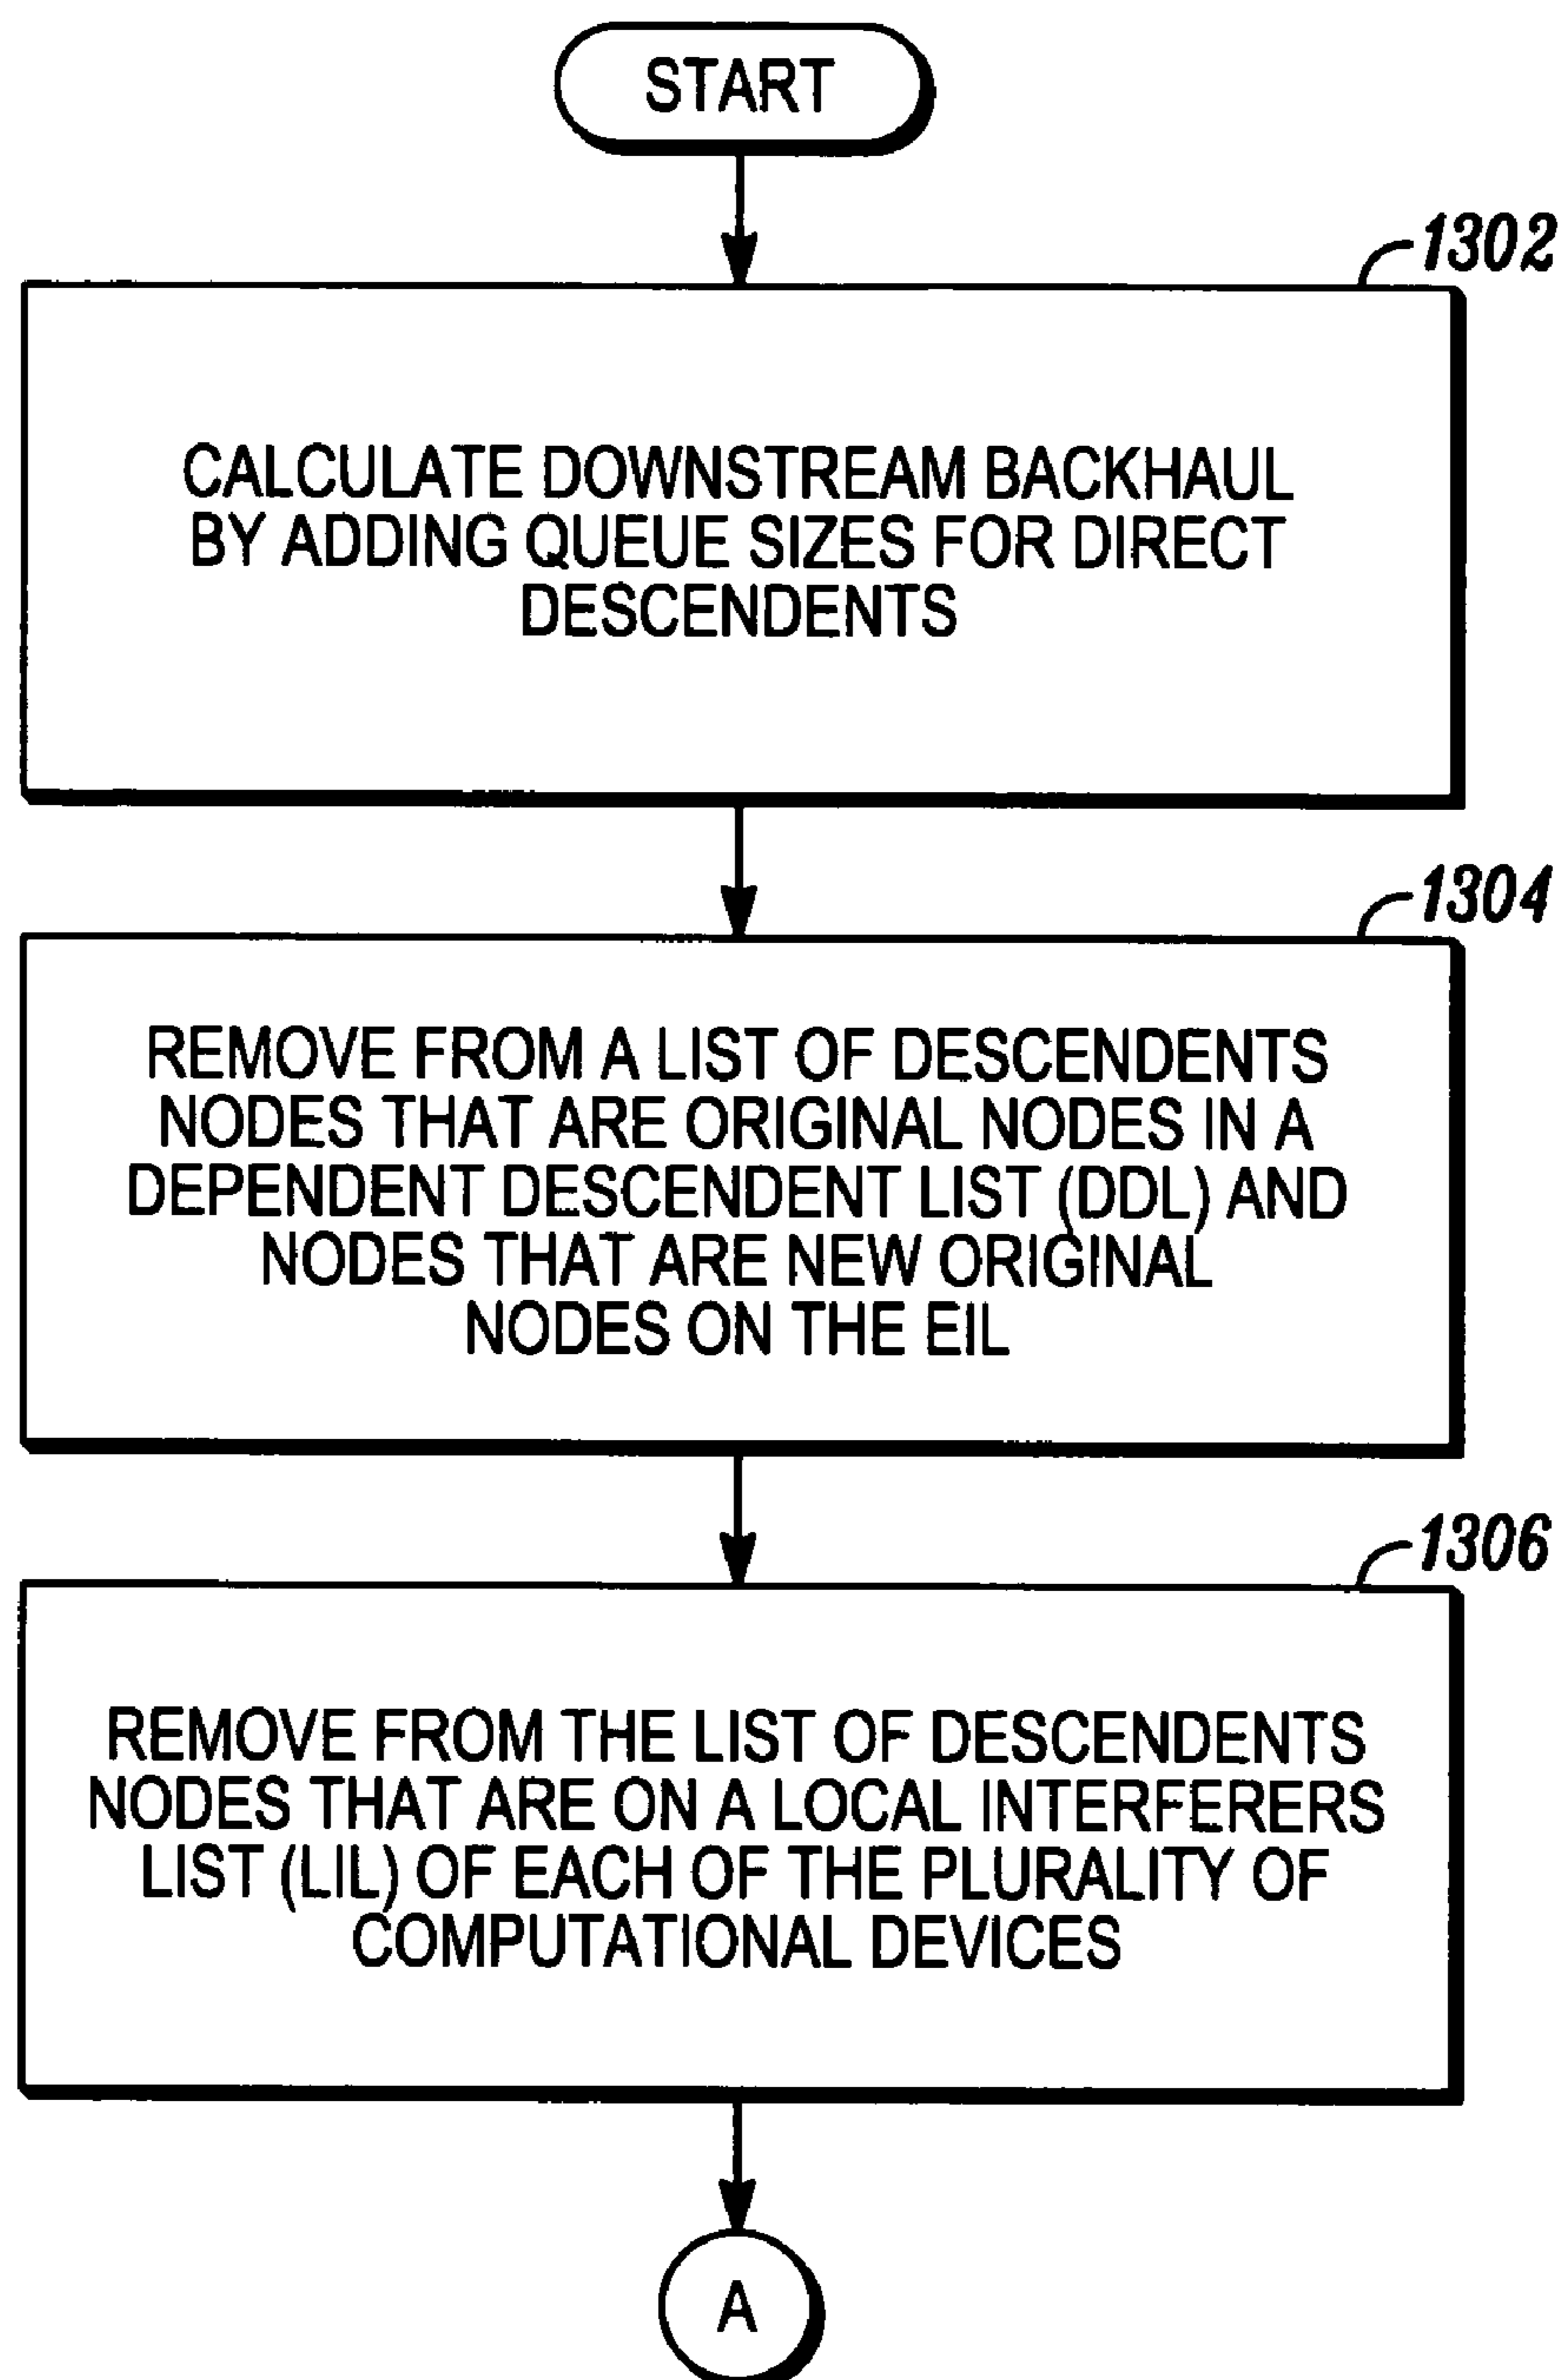 START
1302
CALCULATE DOWNSTREAM BACKHAUL
BY ADDING QUEUE SIZES FOR DIRECT
DESCENDENTS
1304
REMOVE FROM A LIST OF DESCENDENTS
NODES THAT ARE ORIGINAL NODES IN A
DEPENDENT DESCENDENT LIST (DDL) AND
NODES THAT ARE NEW ORIGINAL
NODES ON THE EIL
1306
REMOVE FROM THE LIST OF DESCENDENTS
NODES THAT ARE ON A LOCAL INTERFERERS
LIST (LIL) OF EACH OF THE PLURALITY OF
COMPUTATIONAL DEVICES
A